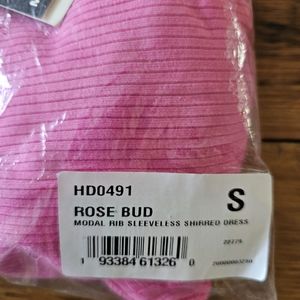 HD0491
S
ROSE BUD
MODAL RIB SLEEVELESS SHIRRED DRESS
1 93384 61326 0